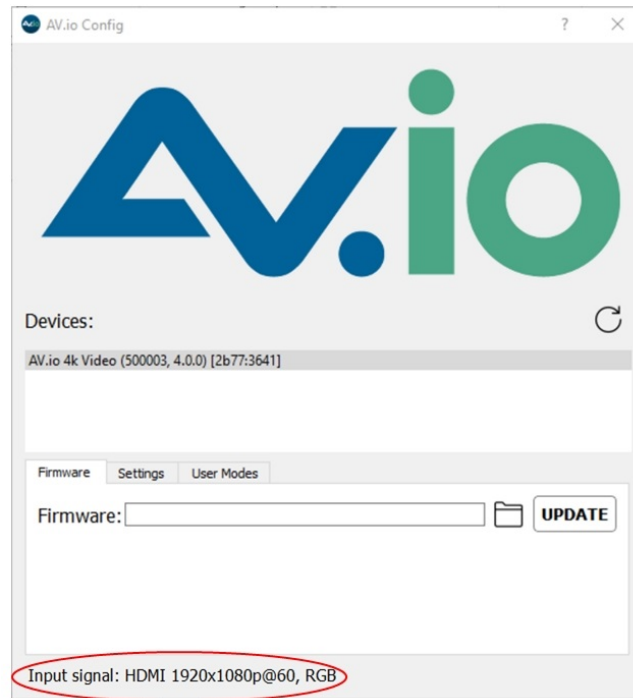 AV.io Config ? ×
AV.io
Devices:
AV.io 4k Video (500003, 4.0.0) [2b77:3641]
Firmware Settings User Modes
Firmware: UPDATE
Input signal: HDMI 1920x1080p@60, RGB